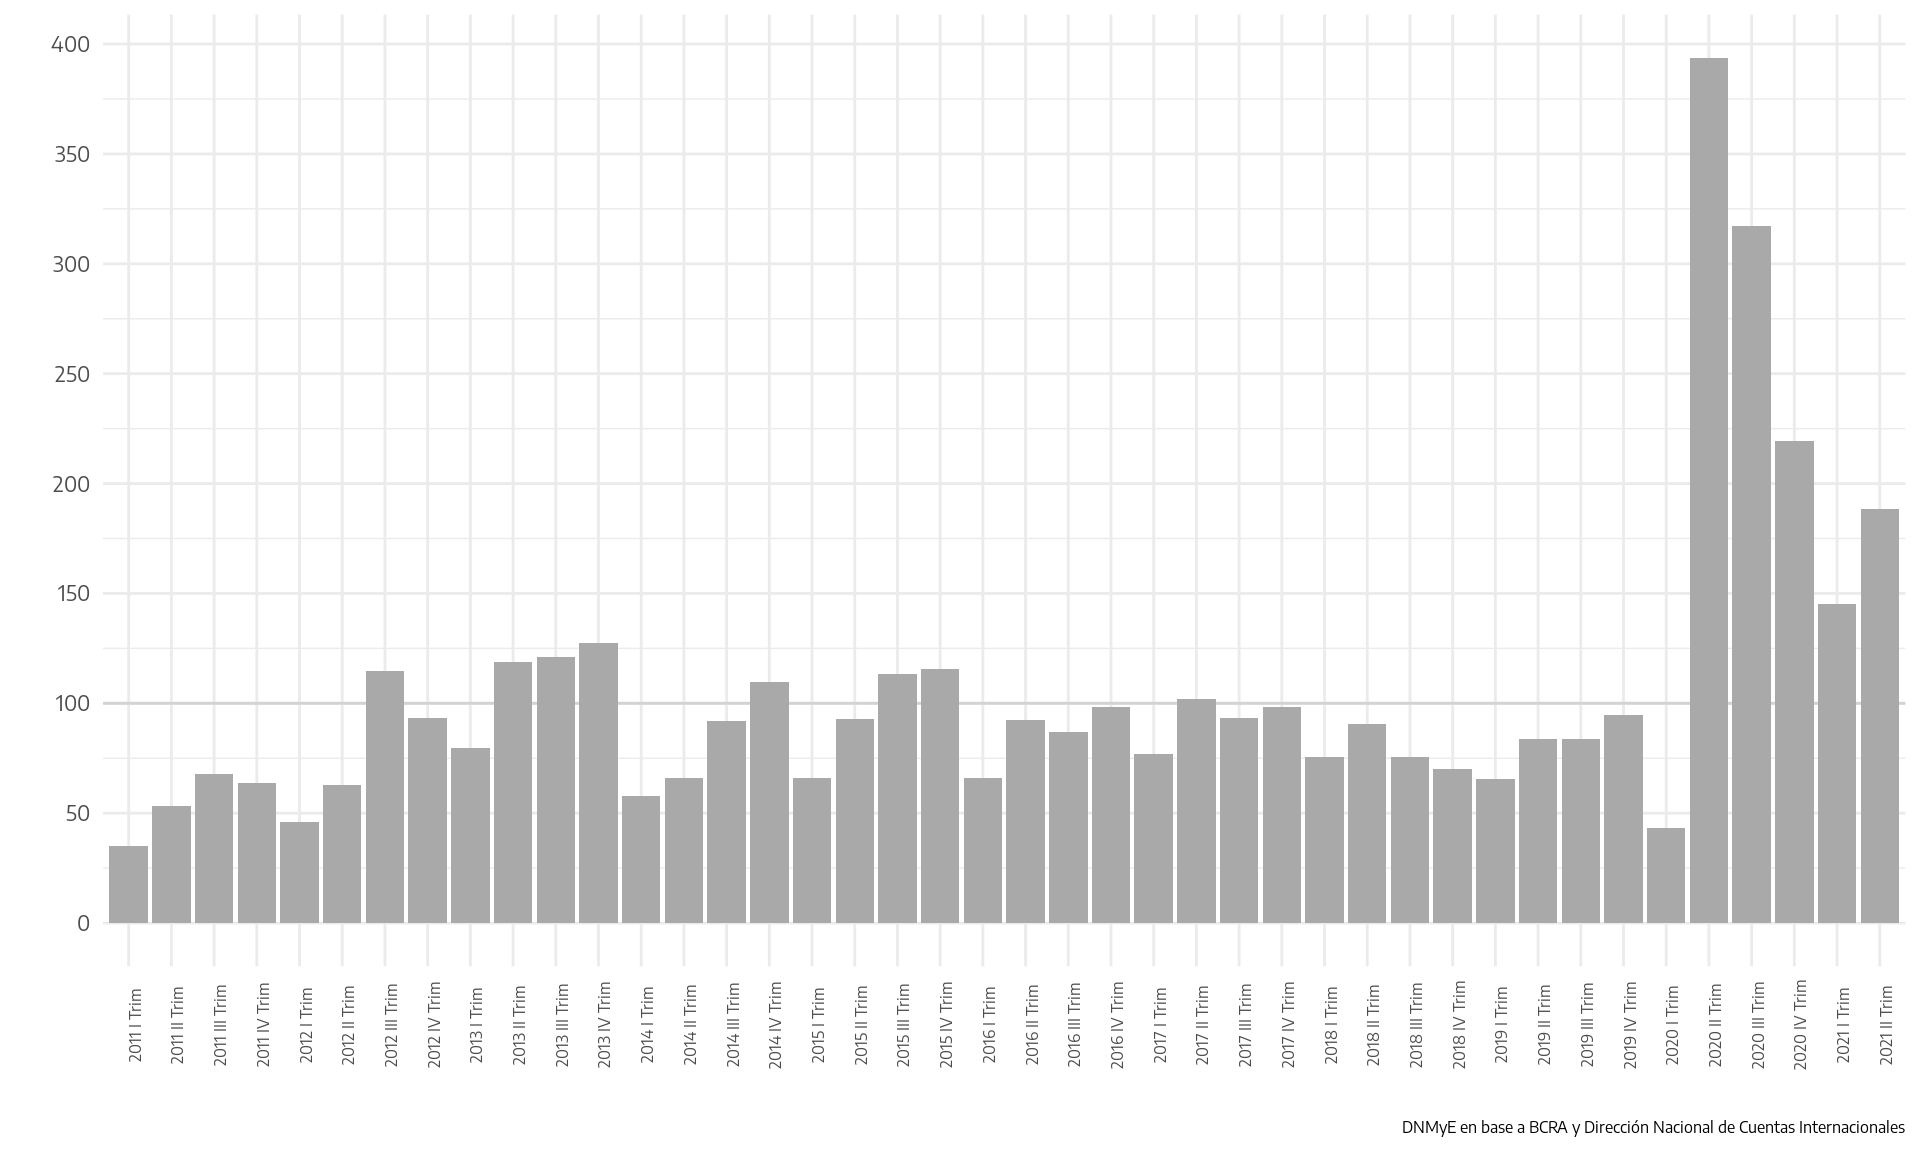 400
350
300
250
200
150
100
50
0
2011 I Trim
2011 II Trim
2011 III Trim
2011 IV Trim
2012 I Trim
2012 II Trim
2012 III Trim
2012 IV Trim
2013 I Trim
2013 II Trim
2013 III Trim
2013 IV Trim
2014 I Trim
2014 II Trim
2014 III Trim
2014 IV Trim
2015 I Trim
2015 II Trim
2015 III Trim
2015 IV Trim
2016 I Trim
2016 II Trim
2016 III Trim
2016 IV Trim
2017 I Trim
2017 II Trim
2017 III Trim
2017 IV Trim
2018 I Trim
2018 II Trim
2018 III Trim
2018 IV Trim
2019 I Trim
2019 II Trim
2019 III Trim
2019 IV Trim
2020 I Trim
2020 II Trim
2020 III Trim
2020 IV Trim
2021 I Trim
2021 II Trim
DNMyE en base a BCRA y Dirección Nacional de Cuentas Internacionales